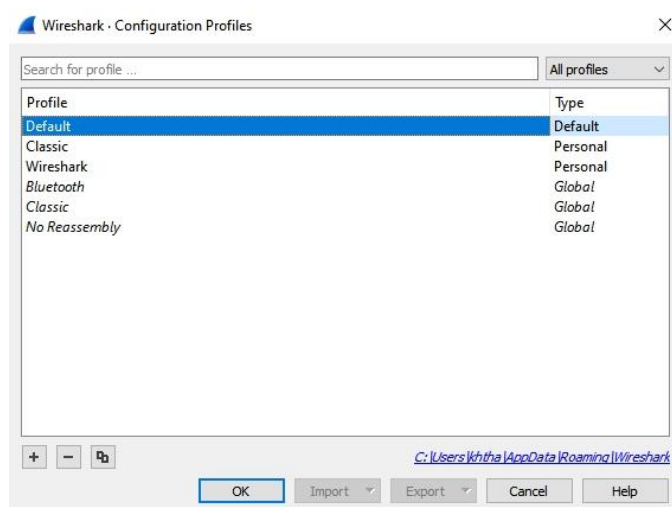 Wireshark · Configuration Profiles
Search for profile ... All profiles
Profile Type
Default Default
Classic Personal
Wireshark Personal
Bluetooth Global
Classic Global
No Reassembly Global
C:\Users\khtha\AppData\Roaming\Wireshark
OK Import Export Cancel Help